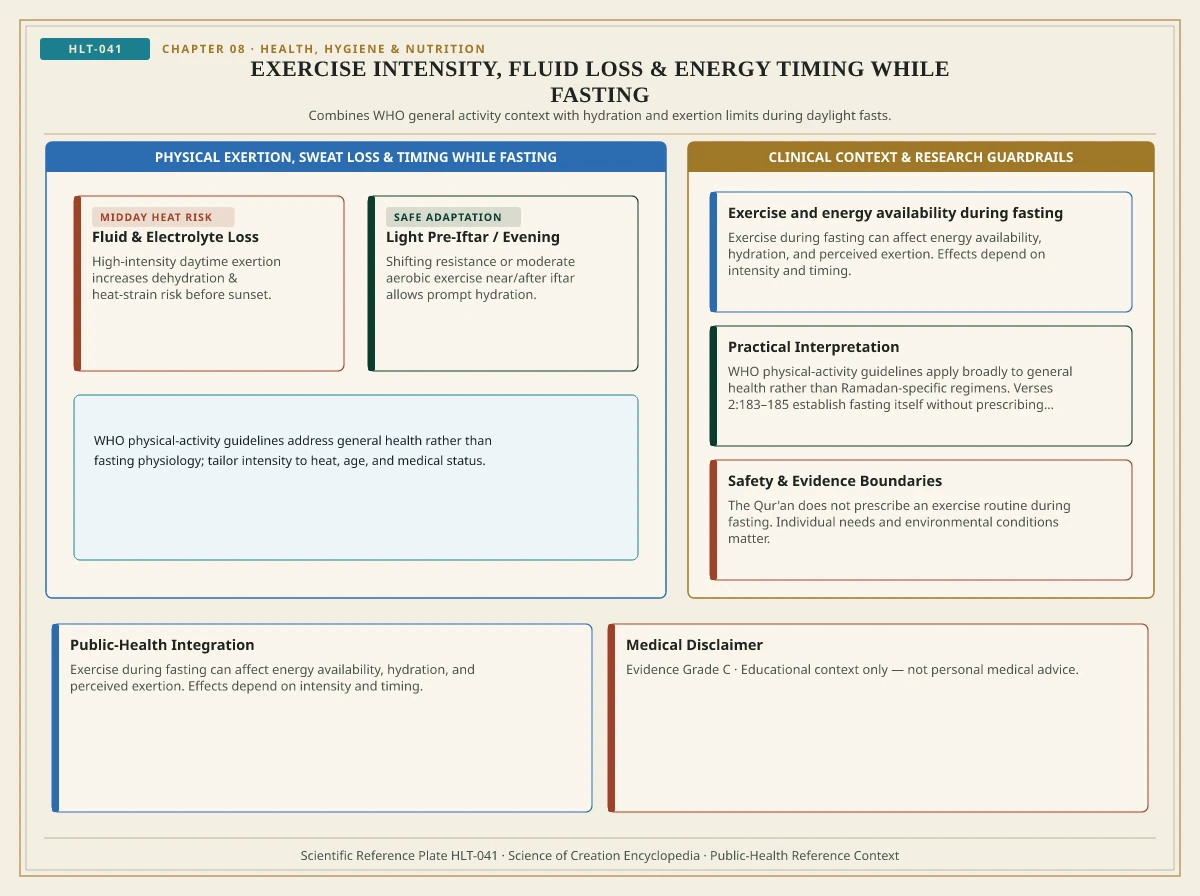 HLT-041
CHAPTER 08 · HEALTH, HYGIENE & NUTRITION
EXERCISE INTENSITY, FLUID LOSS & ENERGY TIMING WHILE
FASTING
Combines WHO general activity context with hydration and exertion limits during daylight fasts.
PHYSICAL EXERTION, SWEAT LOSS & TIMING WHILE FASTING
MIDDAY HEAT RISK
Fluid & Electrolyte Loss
High-intensity daytime exertion
increases dehydration &
heat-strain risk before sunset.
SAFE ADAPTATION
Light Pre-Iftar / Evening
Shifting resistance or moderate
aerobic exercise near/after iftar
allows prompt hydration.
WHO physical-activity guidelines address general health rather than
fasting physiology; tailor intensity to heat, age, and medical status.
CLINICAL CONTEXT & RESEARCH GUARDRAILS
Exercise and energy availability during fasting
Exercise during fasting can affect energy availability,
hydration, and perceived exertion. Effects depend on
intensity and timing.
Practical Interpretation
WHO physical-activity guidelines apply broadly to general
health rather than Ramadan-specific regimens. Verses
2:183–185 establish fasting itself without prescribing...
Safety & Evidence Boundaries
The Qur'an does not prescribe an exercise routine during
fasting. Individual needs and environmental conditions
matter.
Public-Health Integration
Exercise during fasting can affect energy availability, hydration, and
perceived exertion. Effects depend on intensity and timing.
Medical Disclaimer
Evidence Grade C · Educational context only — not personal medical advice.
Scientific Reference Plate HLT-041 · Science of Creation Encyclopedia · Public-Health Reference Context